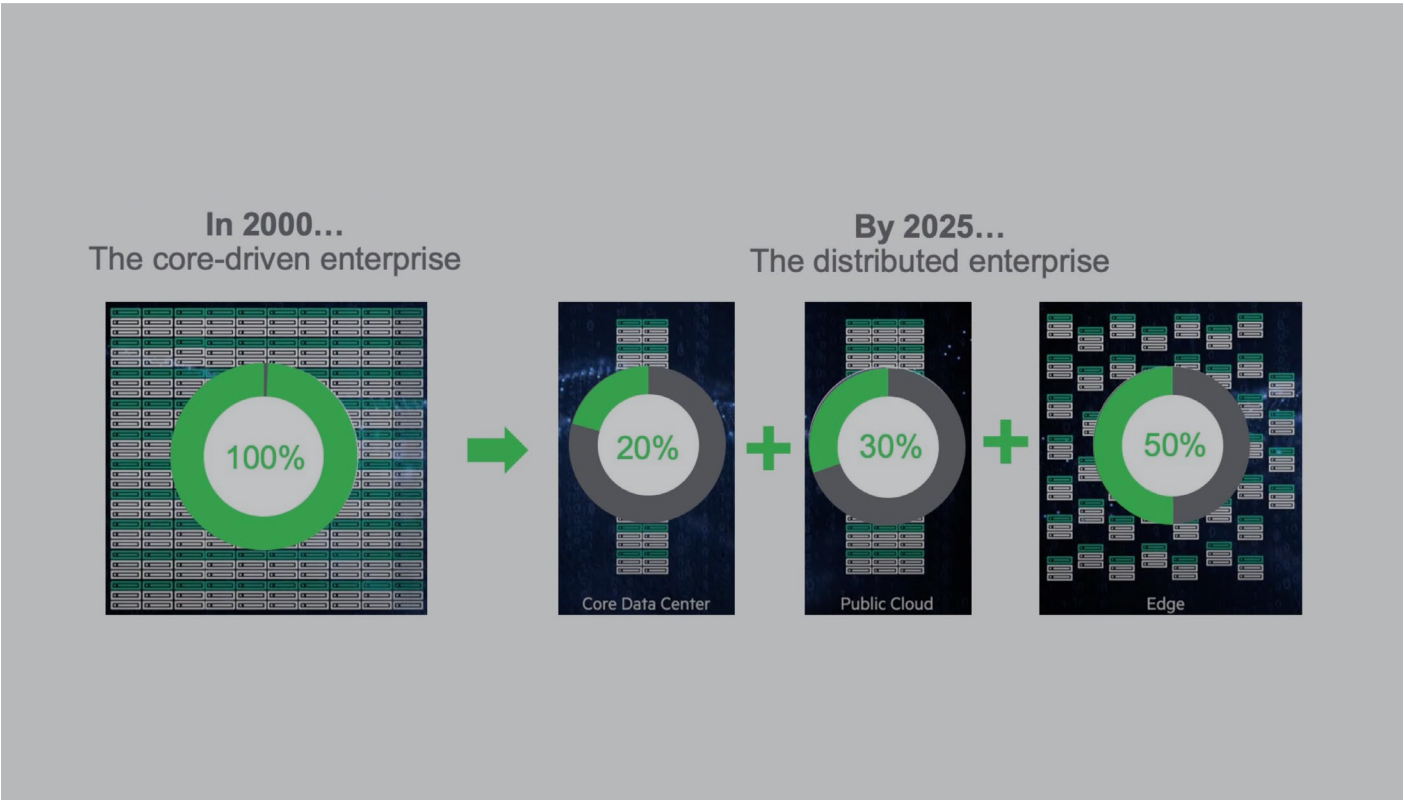 In 2000…
The core-driven enterprise
By 2025…
The distributed enterprise
100%
20%
30%
50%
Core Data Center
Public Cloud
Edge